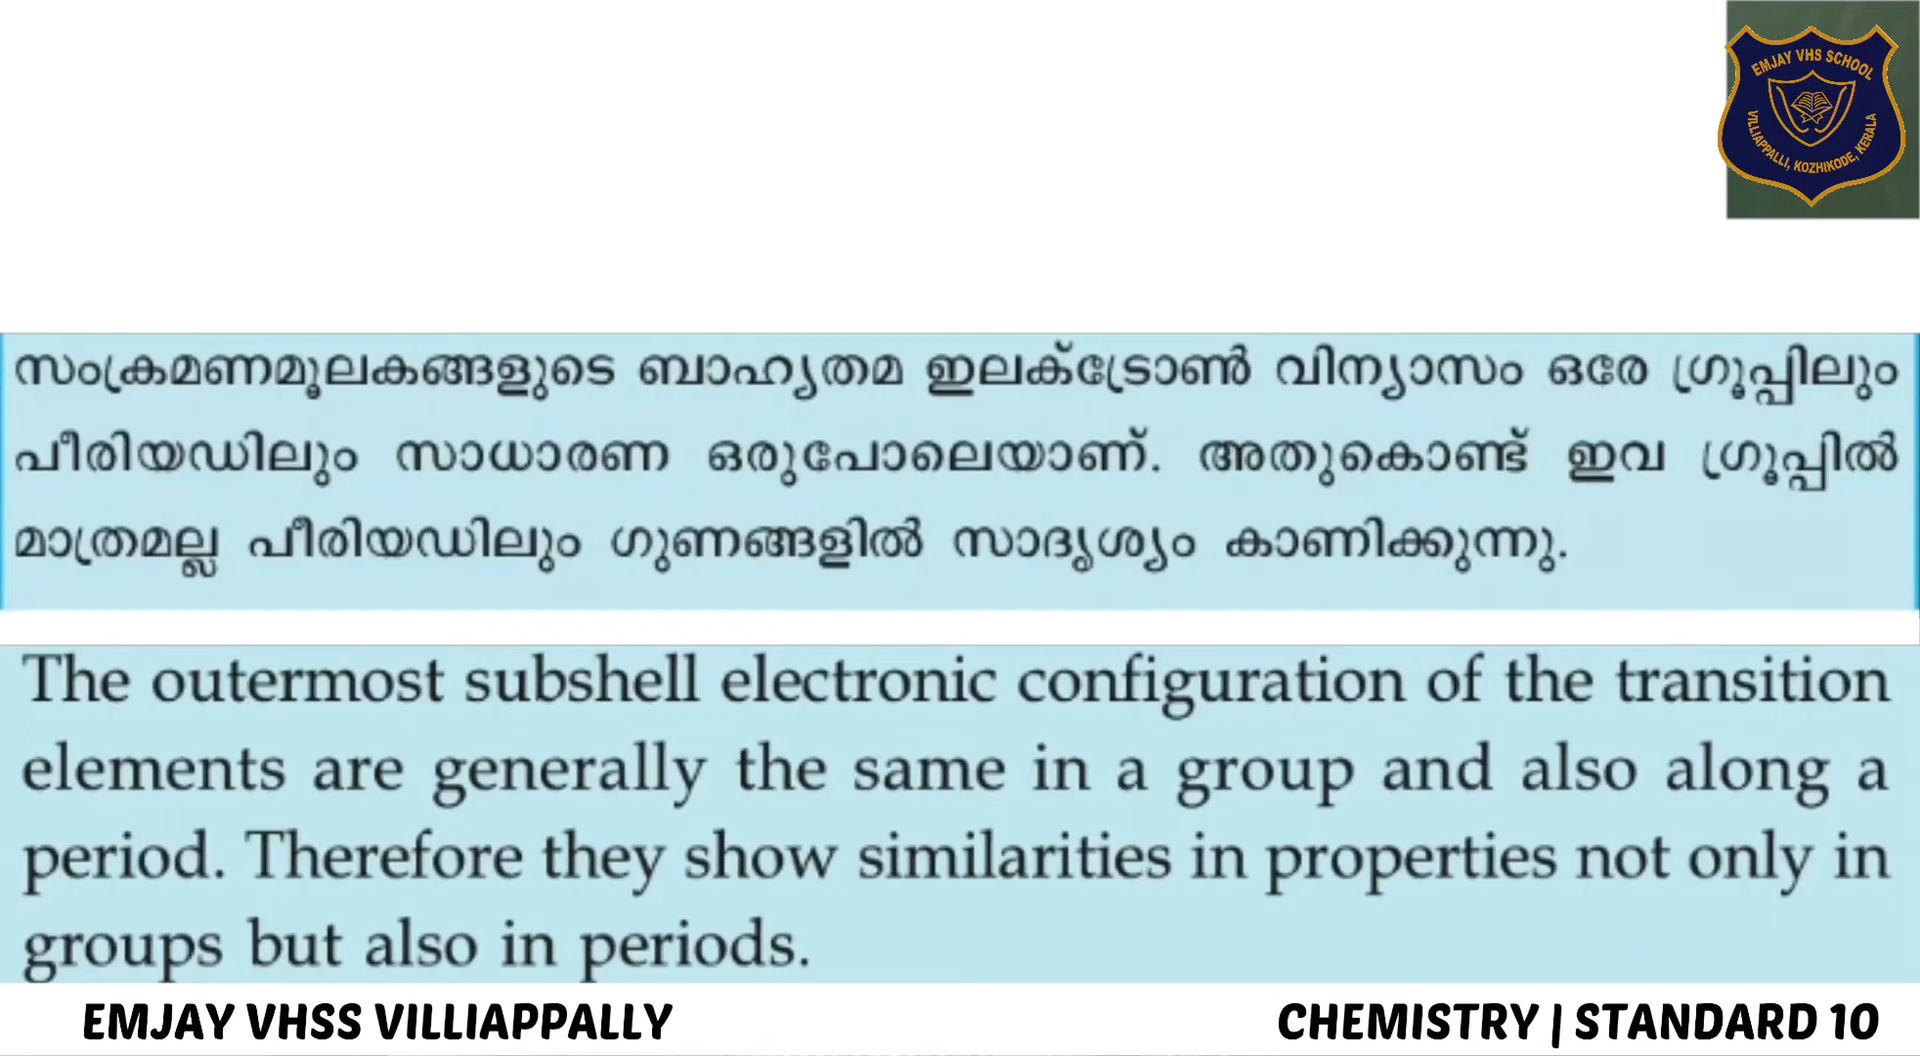 EMJAY VHS SCHOOL
VILLIAPPALLI, KOZHIKODE, KERALA
സംക്രമണമൂലകങ്ങളുടെ ബാഹ്യതമ ഇലക്ട്രോൺ വിന്യാസം ഒരേ ഗ്രൂപ്പിലും
പീരിയഡിലും സാധാരണ ഒരുപോലെയാണ്. അതുകൊണ്ട് ഇവ ഗ്രൂപ്പിൽ
മാത്രമല്ല പീരിയഡിലും ഗുണങ്ങളിൽ സാദൃശ്യം കാണിക്കുന്നു.
The outermost subshell electronic configuration of the transition
elements are generally the same in a group and also along a
period. Therefore they show similarities in properties not only in
groups but also in periods.
EMJAY VHSS VILLIAPPALLY
CHEMISTRY | STANDARD 10